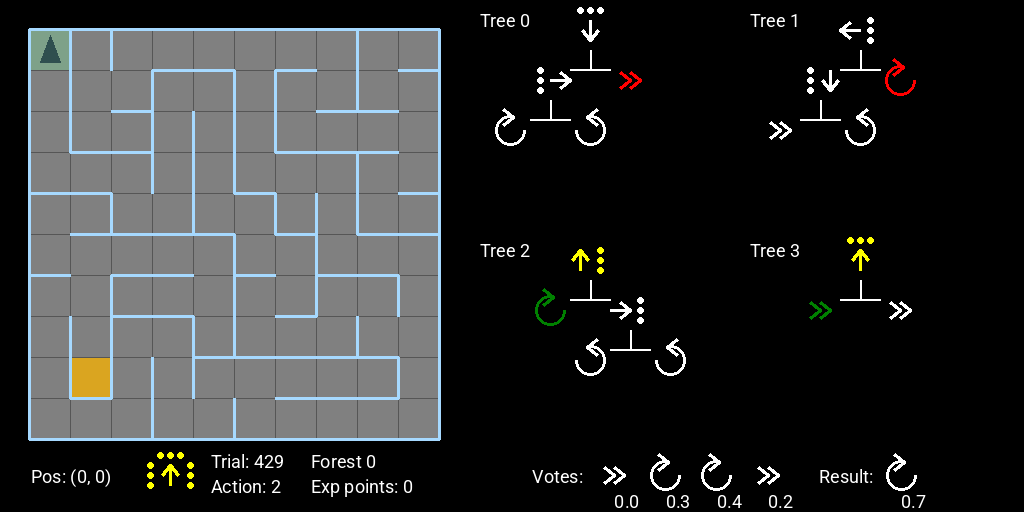 Tree 0
Tree 1
Tree 2
Tree 3
Pos: (0, 0)
Trial: 429
Forest 0
Action: 2
Exp points: 0
Votes:
0.0
0.3
0.4
0.2
Result:
0.7